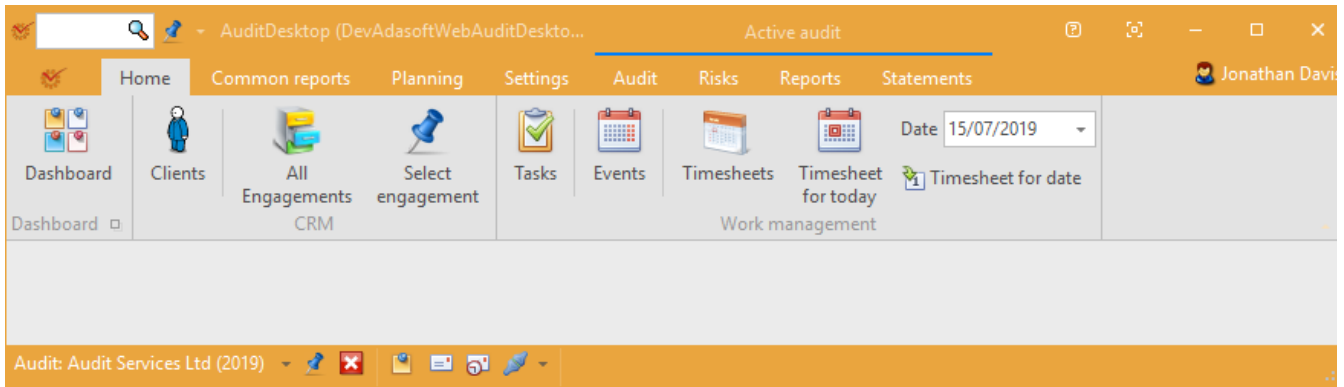 AuditDesktop (DevAdasoftWebAuditDeskto...
Active audit
Home Common reports Planning Settings Audit Risks Reports Statements Jonathan Davis
Dashboard Clients All Engagements Select engagement Tasks Events Timesheets Timesheet for today Date 15/07/2019
Timesheet for date
Dashboard CRM Work management
Audit: Audit Services Ltd (2019)